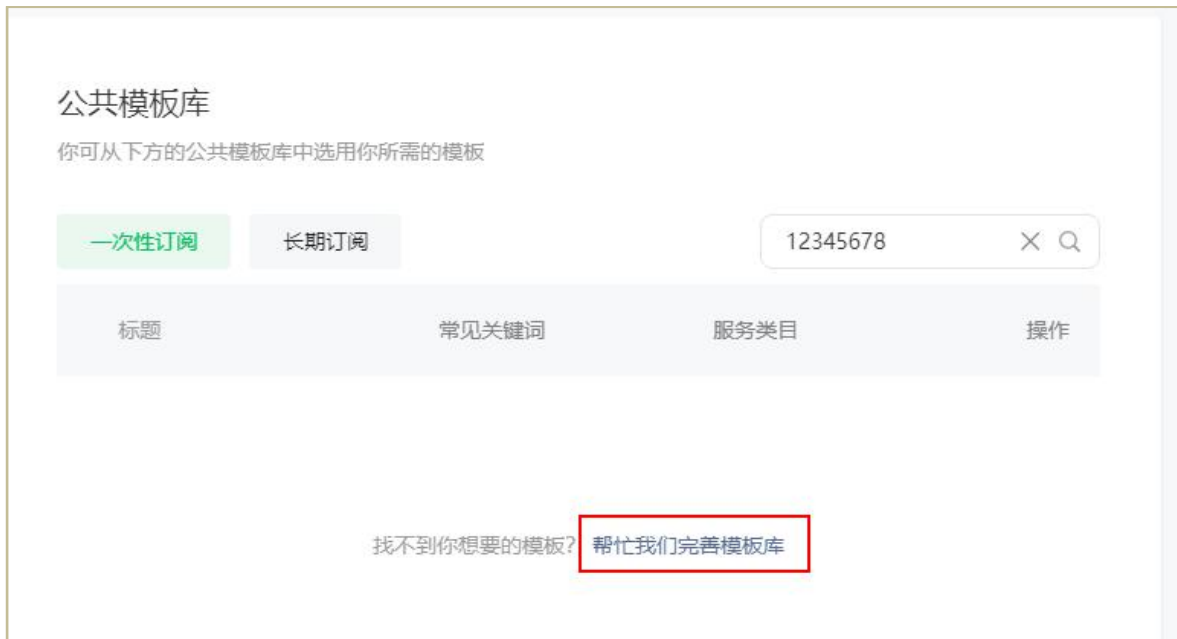 公共模板库
你可从下方的公共模板库中选用你所需的模板
一次性订阅 长期订阅 12345678
标题 常见关键词 服务类目 操作
找不到你想要的模板? 帮忙我们完善模板库